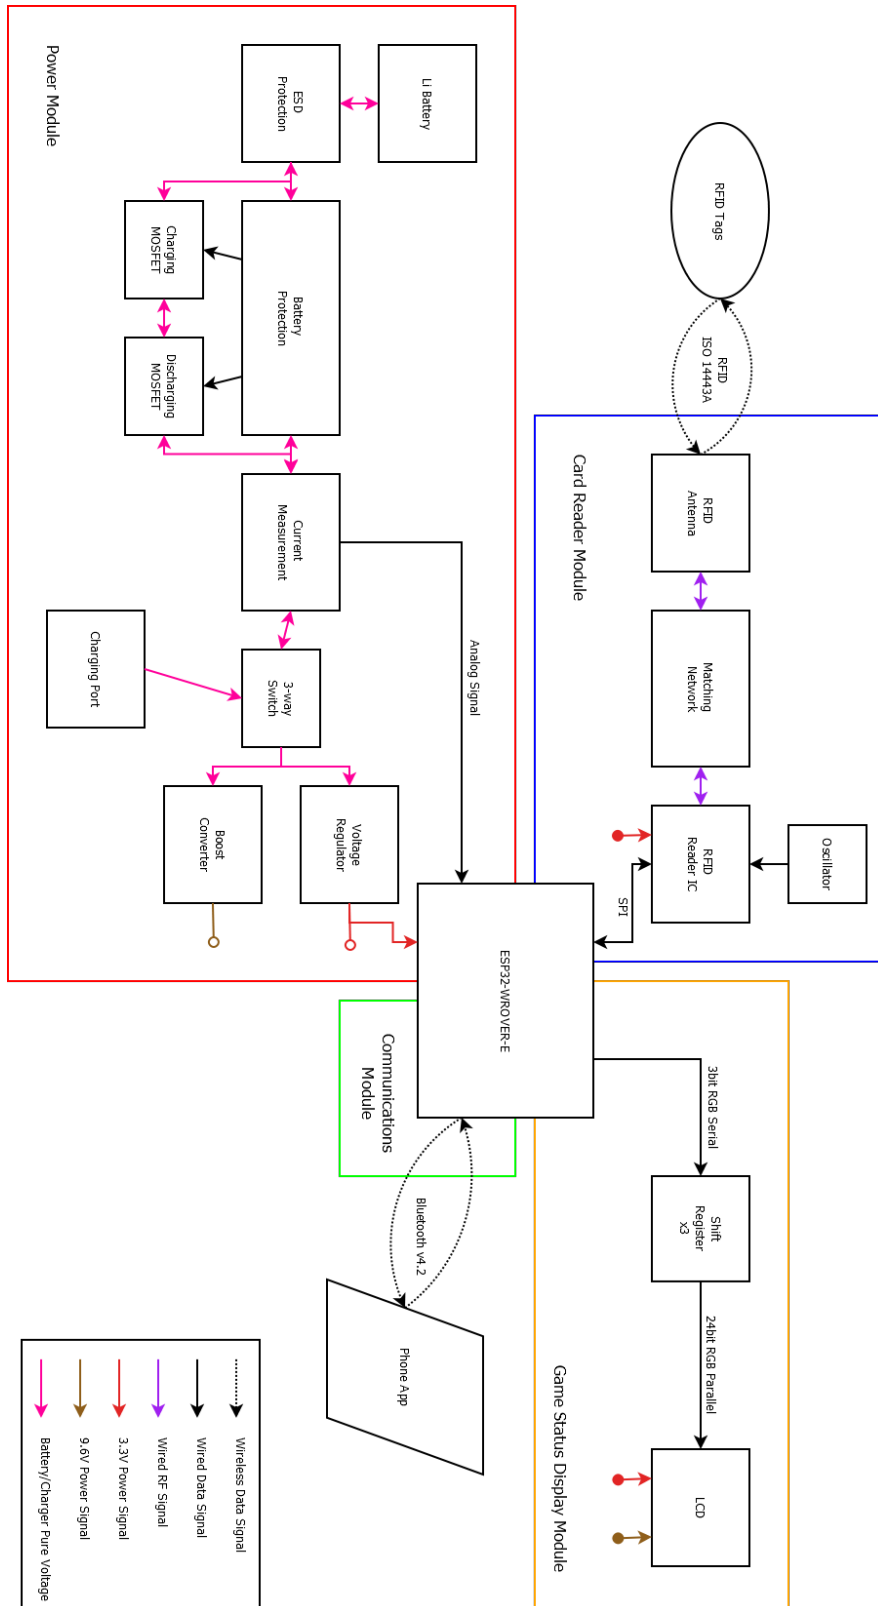 RFID Tags
RFID
ISO 14443A
Card Reader Module
RFID
Antenna
Matching
Network
RFID
Reader IC
Oscillator
SPI
Power Module
Li Battery
ESD
Protection
Battery
Protection
Charging
MOSFET
Discharging
MOSFET
Current
Measurement
Analog Signal
3-way
Switch
Charging Port
Voltage
Regulator
Boost
Converter
ESP32-WROVER-E
Communications
Module
Bluetooth v4.2
Phone App
3bit RGB Serial
Shift
Register
x3
24bit RGB Parallel
LCD
Game Status Display Module
Wireless Data Signal
Wired Data Signal
Wired RF Signal
3.3V Power Signal
9.6V Power Signal
Battery/Charger Pure Voltage